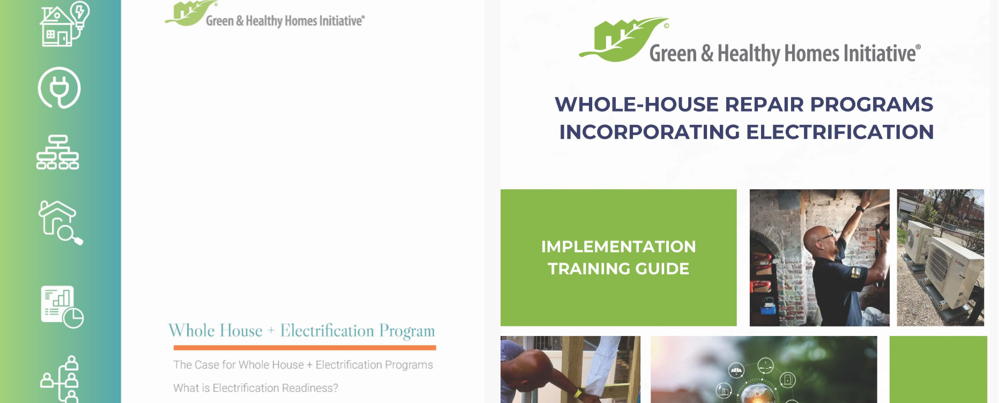 Green & Healthy Homes Initiative®
Whole House + Electrification Program
The Case for Whole House + Electrification Programs
What is Electrification Readiness?
©
Green & Healthy Homes Initiative®
WHOLE-HOUSE REPAIR PROGRAMS
INCORPORATING ELECTRIFICATION
IMPLEMENTATION
TRAINING GUIDE